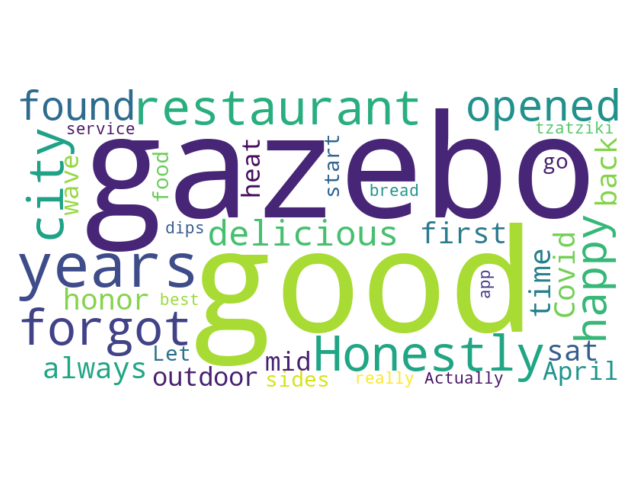 found restaurant opened
service tzatziki
city wave gazebo food heat start bread go back
dips delicious first
years good time Covid happy
honor best app
forgot Honestly
always Let mid sat
outdoor sides really Actually April